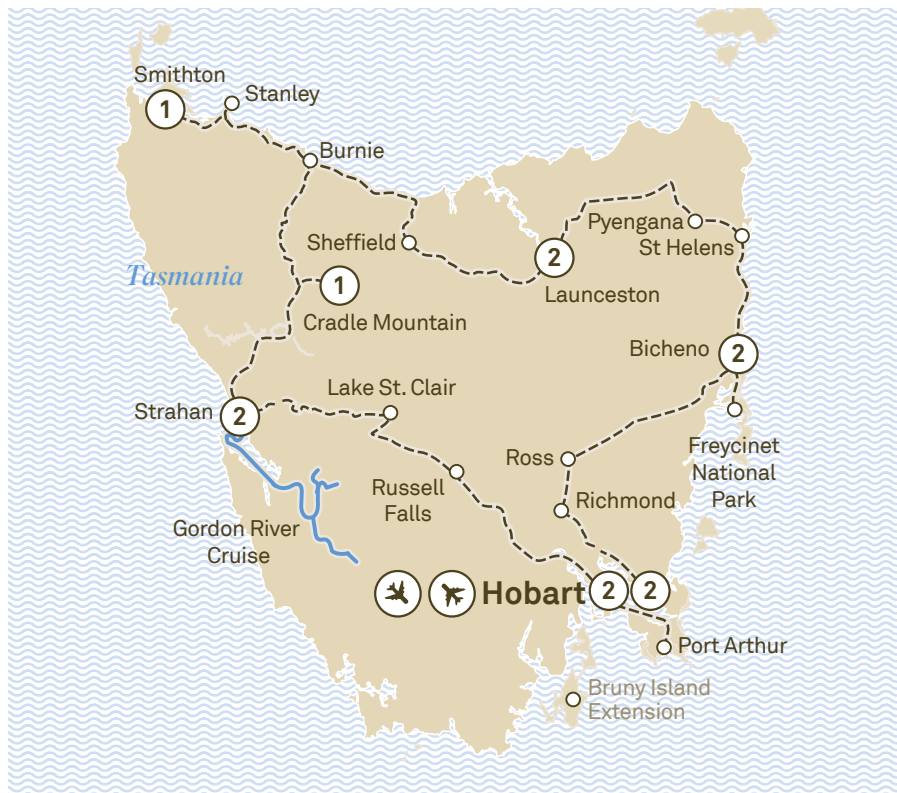 Smithton
1
Stanley
Burnie
Pyengana
St Helens
Sheffield
2
Tasmania
1
Launceston
Cradle Mountain
Bicheno
2
Lake St. Clair
Strahan
2
Freycinet
National
Park
Ross
Russell
Falls
Richmond
Gordon River
Cruise
Hobart
2
2
Port Arthur
Bruny Island
Extension